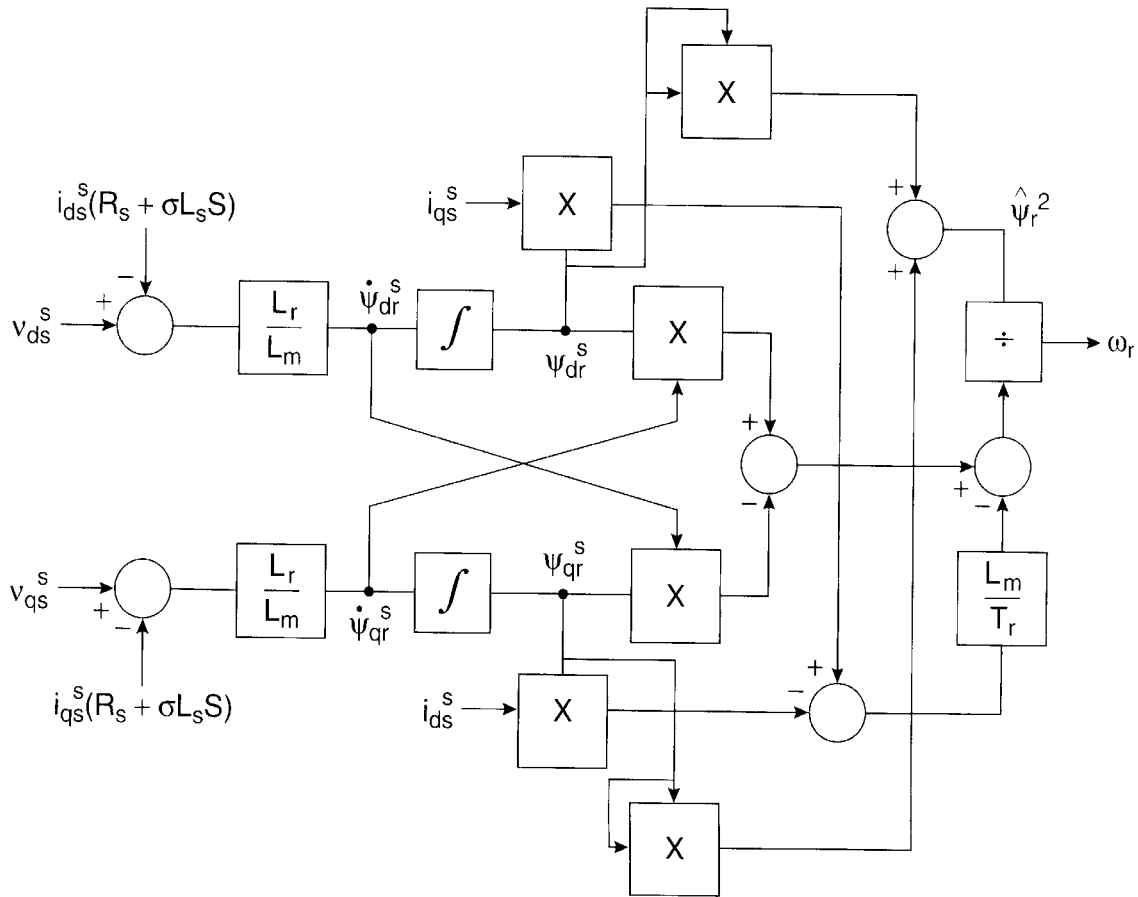 X
i_qs^s
X
ψ̂_r^2
+
+
i_ds^s(R_s + σL_sS)
−
+
v_ds^s
L_r
L_m
ψ̇_dr^s
∫
ψ_dr^s
X
÷
ω_r
+
−
+
−
v_qs^s
+
−
L_r
L_m
ψ̇_qr^s
∫
ψ_qr^s
X
L_m
T_r
i_qs^s(R_s + σL_sS)
i_ds^s
X
+
−
X